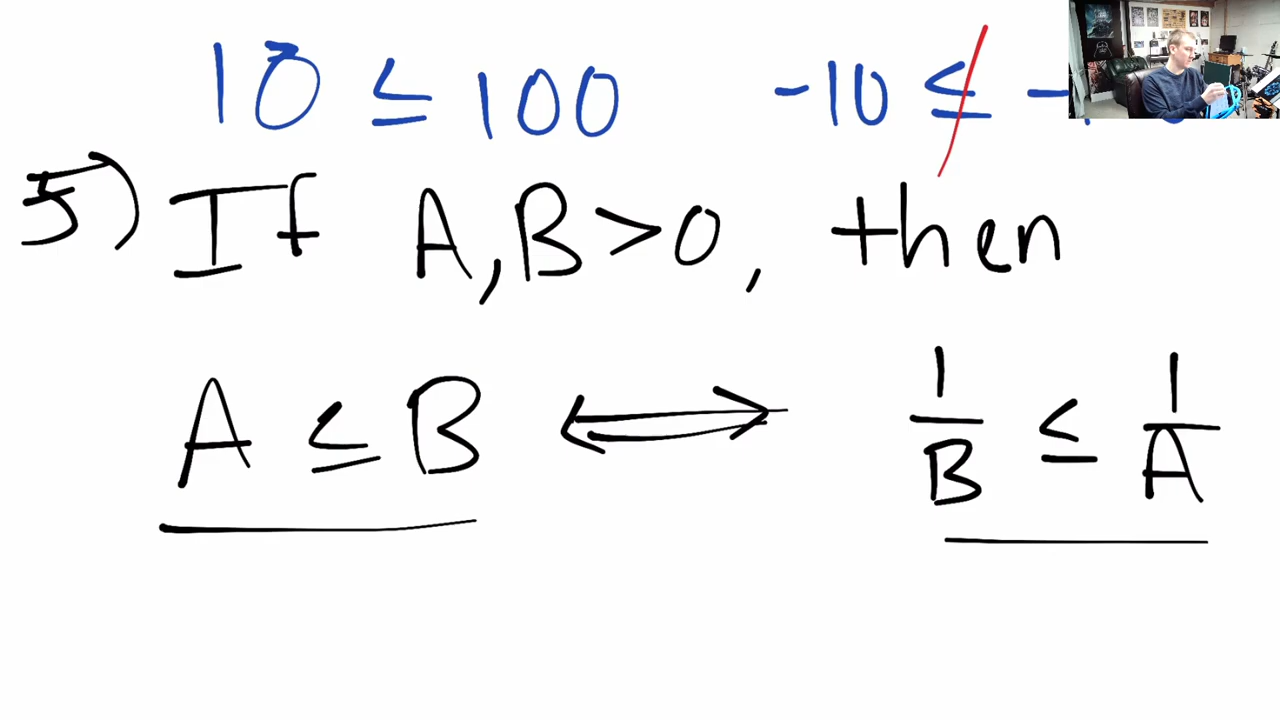 10 ≤ 100 -10 ≰ -
5) If A, B > 0, then
A ≤ B ⟺ 1/B ≤ 1/A